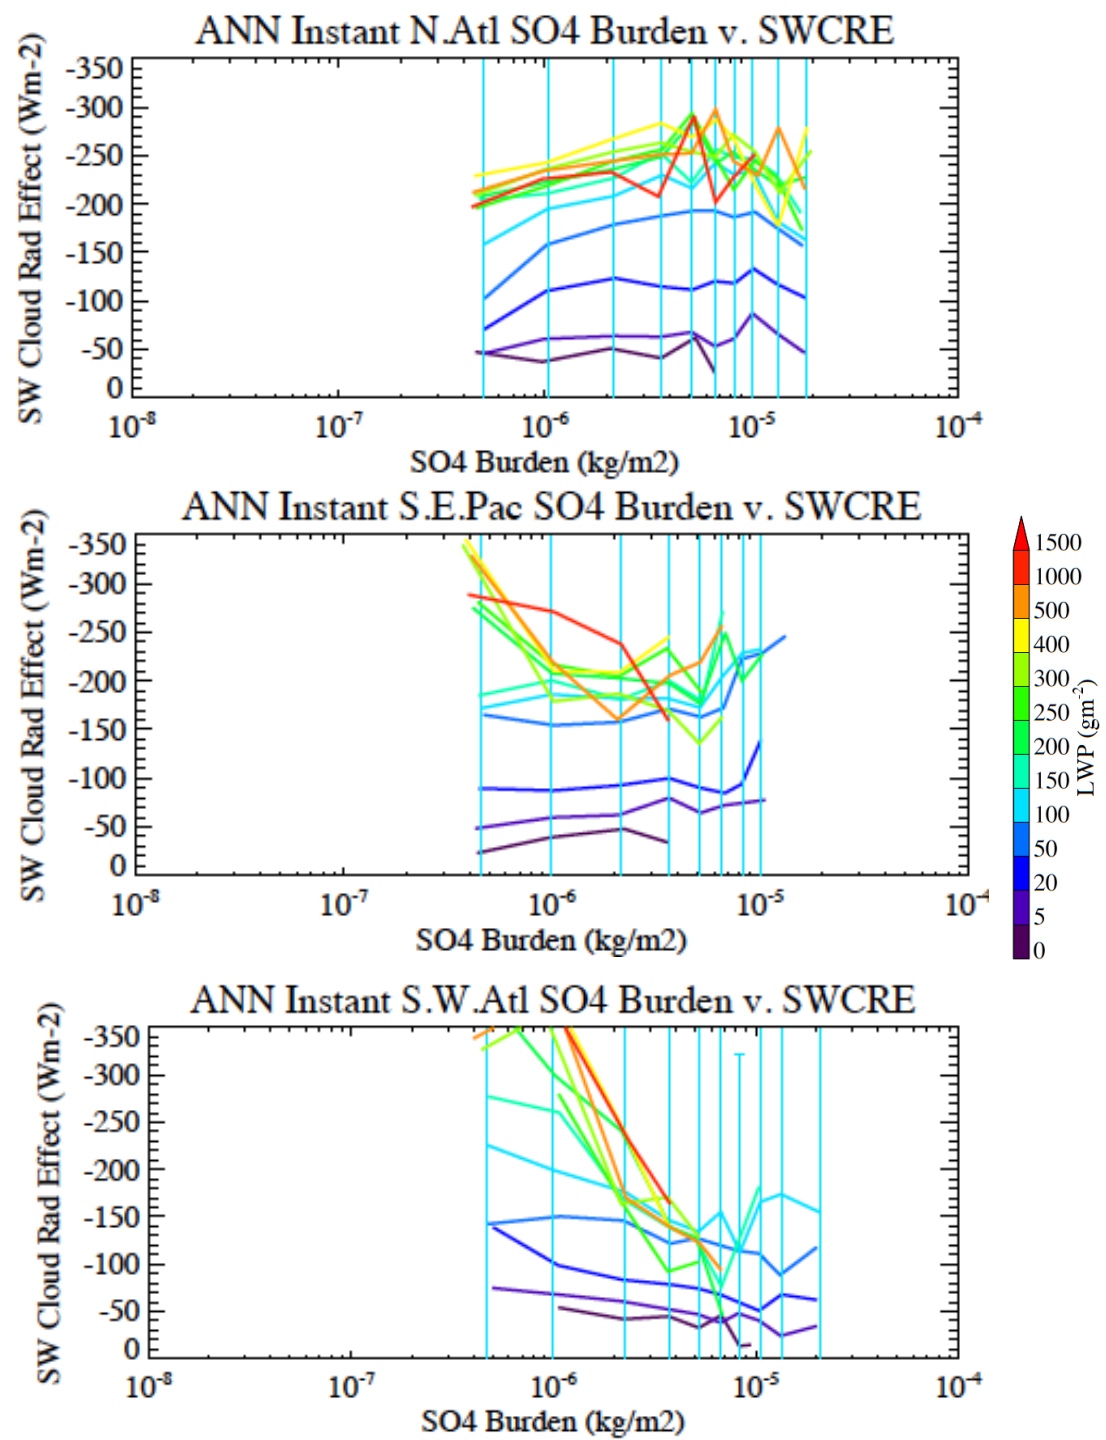 ANN Instant N.Atl SO4 Burden v. SWCRE
SW Cloud Rad Effect (Wm-2)
-350
-300
-250
-200
-150
-100
-50
0
10-8 10-7 10-6 10-5 10-4
SO4 Burden (kg/m2)
ANN Instant S.E.Pac SO4 Burden v. SWCRE
SW Cloud Rad Effect (Wm-2)
-350
-300
-250
-200
-150
-100
-50
0
10-8 10-7 10-6 10-5 10-4
SO4 Burden (kg/m2)
1500
1000
500
400
300
250
200
150
100
50
20
5
0
LWP (gm-2)
ANN Instant S.W.Atl SO4 Burden v. SWCRE
SW Cloud Rad Effect (Wm-2)
-350
-300
-250
-200
-150
-100
-50
0
10-8 10-7 10-6 10-5 10-4
SO4 Burden (kg/m2)